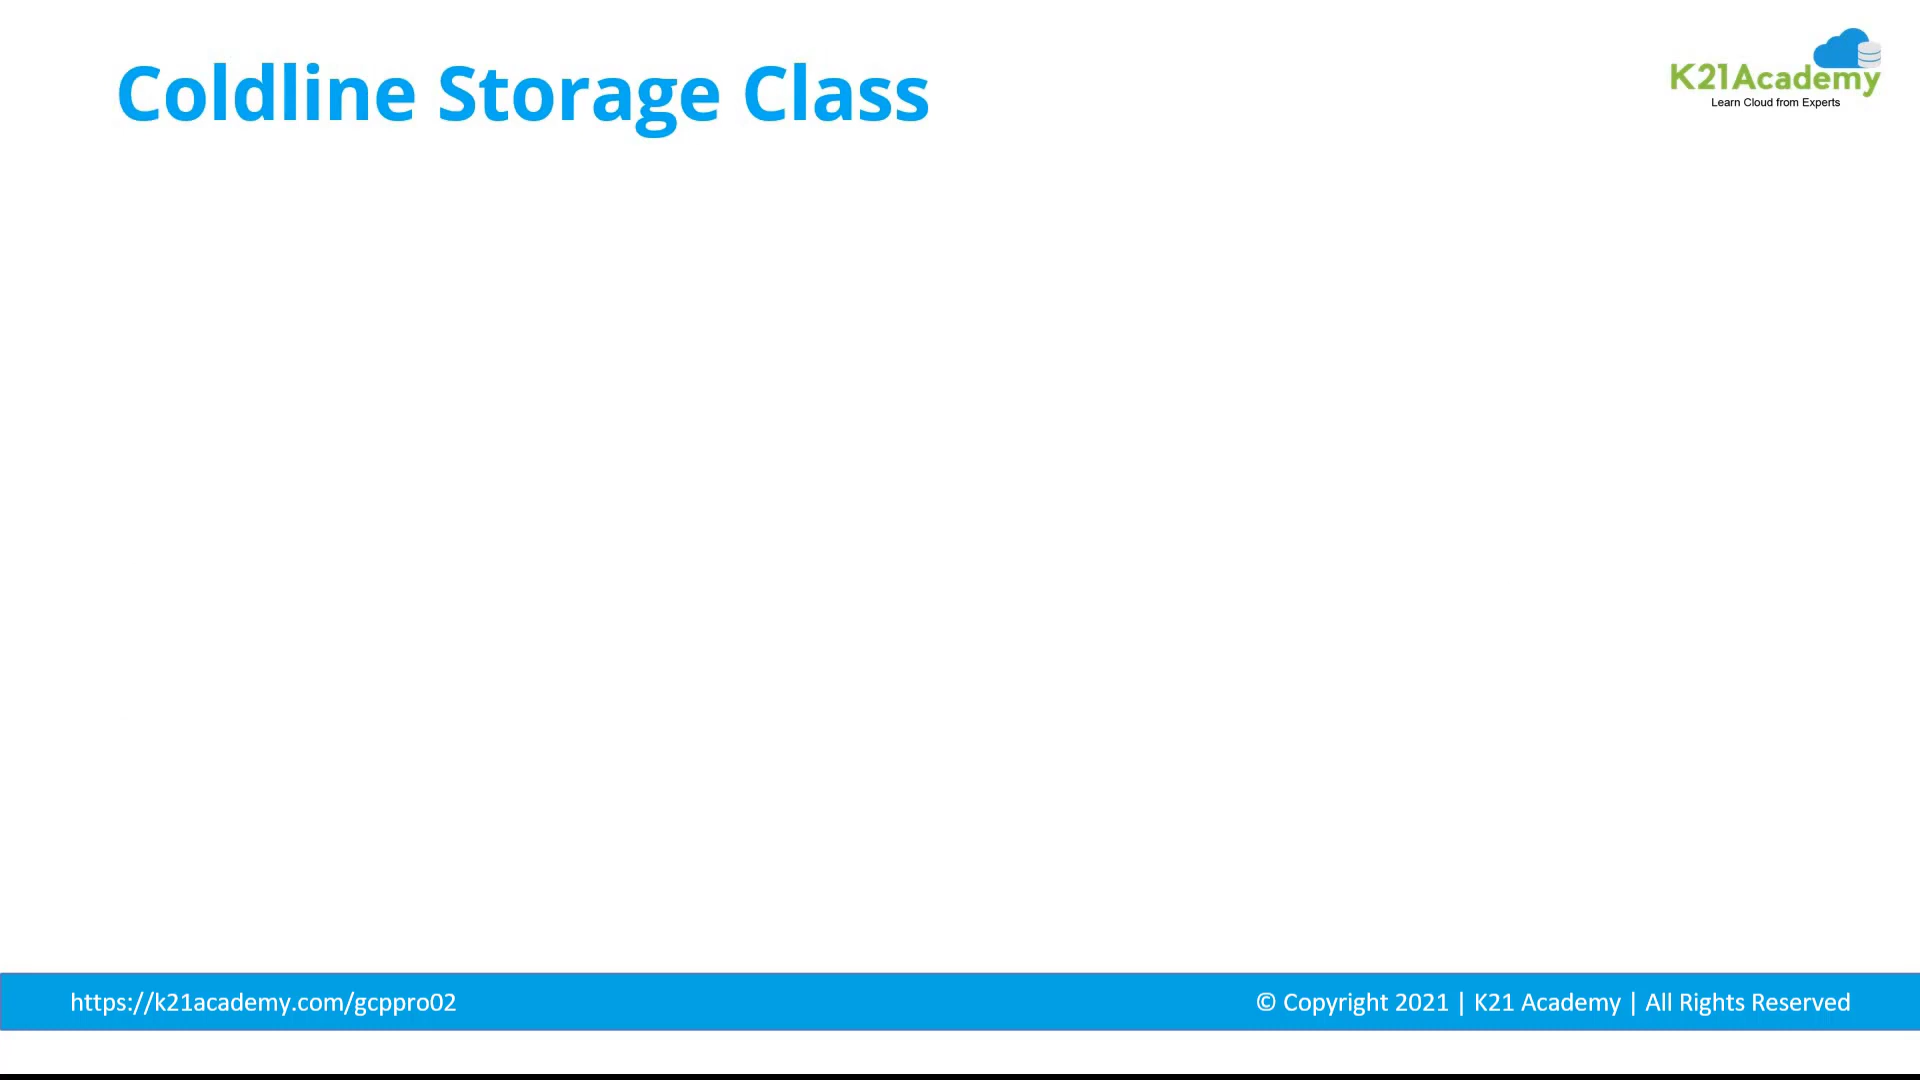 Coldline Storage Class
K21Academy
Learn Cloud from Experts
https://k21academy.com/gcppro02
© Copyright 2021 | K21 Academy | All Rights Reserved